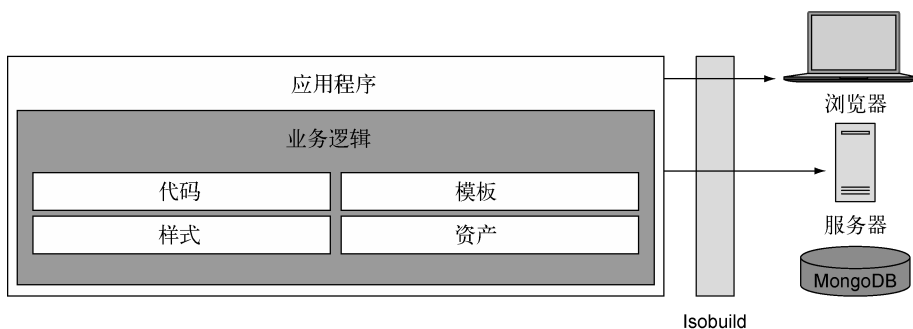 应用程序
业务逻辑
代码
模板
样式
资产
Isobuild
浏览器
服务器
MongoDB